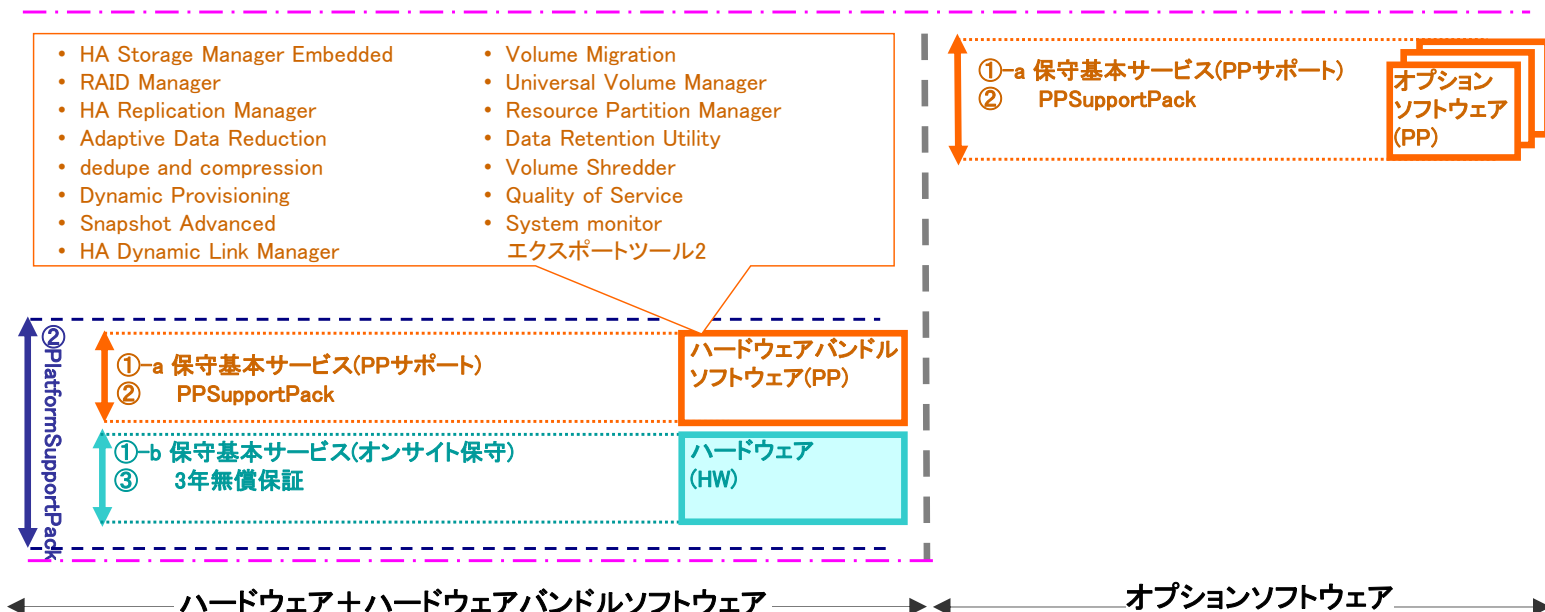 • HA Storage Manager Embedded
• RAID Manager
• HA Replication Manager
• Adaptive Data Reduction
• dedupe and compression
• Dynamic Provisioning
• Snapshot Advanced
• HA Dynamic Link Manager
• Volume Migration
• Universal Volume Manager
• Resource Partition Manager
• Data Retention Utility
• Volume Shredder
• Quality of Service
• System monitor
エクスポートツール2
①-a 保守基本サービス(PPサポート)
② PPSupportPack
オプション
ソフトウェア
(PP)
②PlatformSupportPack
①-a 保守基本サービス(PPサポート)
② PPSupportPack
ハードウェアバンドル
ソフトウェア(PP)
①-b 保守基本サービス(オンサイト保守)
③ 3年無償保証
ハードウェア
(HW)
ハードウェア＋ハードウェアバンドルソフトウェア
オプションソフトウェア